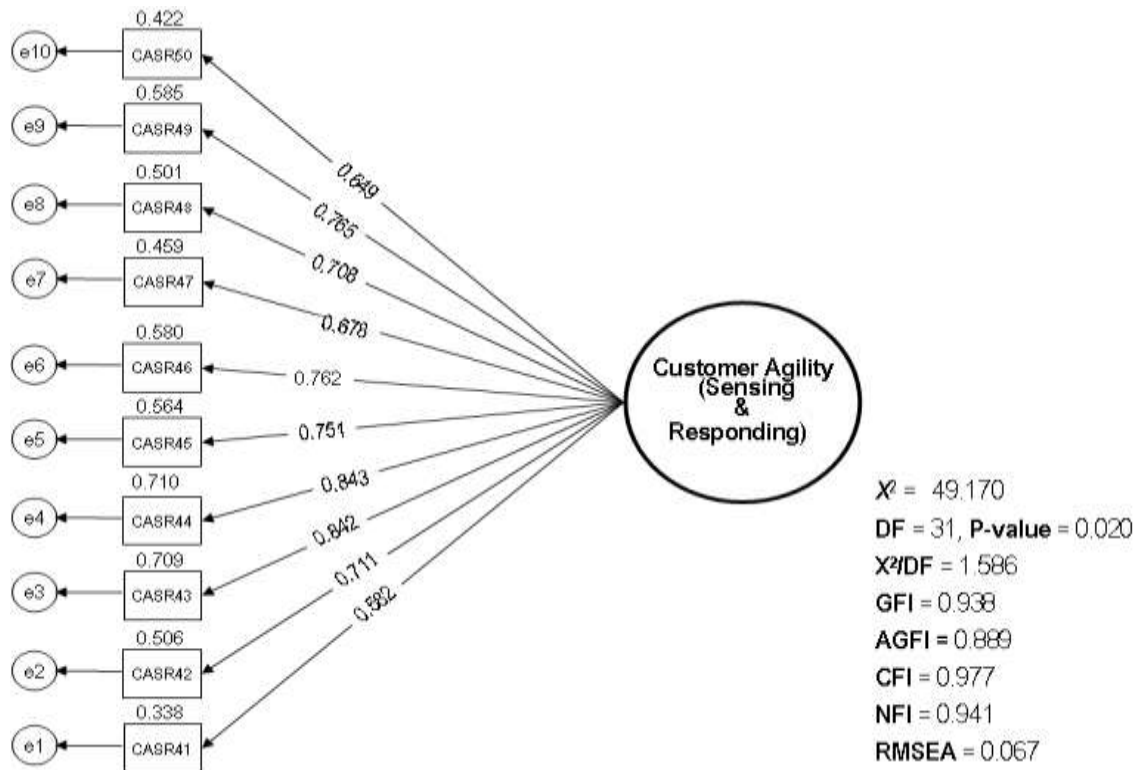 0.422
e10 CASR50
0.585
e9 CASR49
0.501
e8 CASR48
0.459
e7 CASR47
0.580
e6 CASR46
0.564
e5 CASR45
0.710
e4 CASR44
0.709
e3 CASR43
0.506
e2 CASR42
0.338
e1 CASR41
0.649
0.765
0.708
0.678
0.762
0.751
0.843
0.842
0.711
0.582
Customer Agility
(Sensing
&
Responding)
X² = 49.170
DF = 31, P-value = 0.020
X²/DF = 1.586
GFI = 0.938
AGFI = 0.889
CFI = 0.977
NFI = 0.941
RMSEA = 0.067